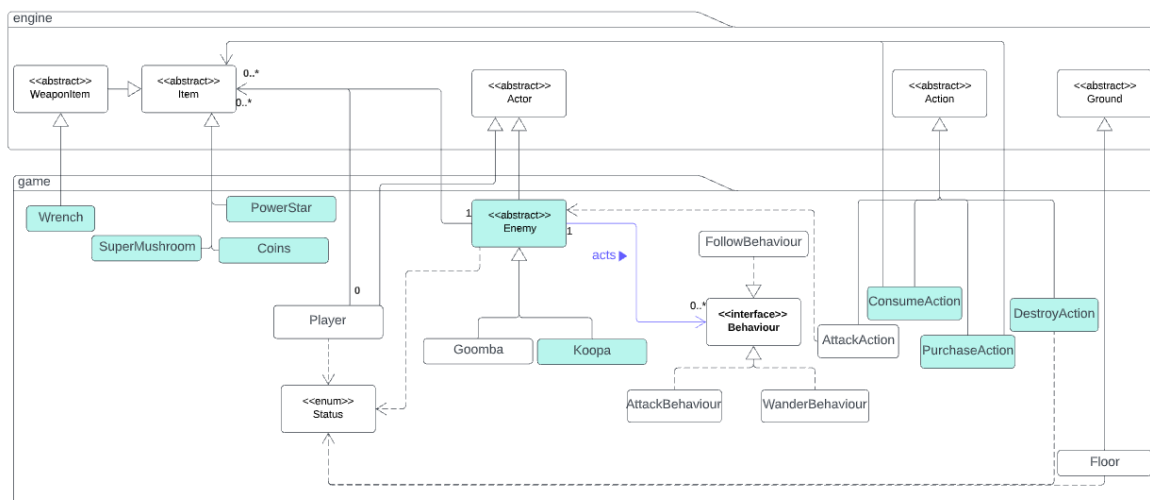 engine
<<abstract>>
WeaponItem
<<abstract>>
Item
0..*
0..*
<<abstract>>
Actor
<<abstract>>
Action
<<abstract>>
Ground
game
Wrench
PowerStar
SuperMushroom
Coins
1
<<abstract>>
Enemy
1
acts
FollowBehaviour
0
Player
0..*
<<interface>>
Behaviour
ConsumeAction
DestroyAction
AttackAction
PurchaseAction
Goomba
Koopa
<<enum>>
Status
AttackBehaviour
WanderBehaviour
Floor